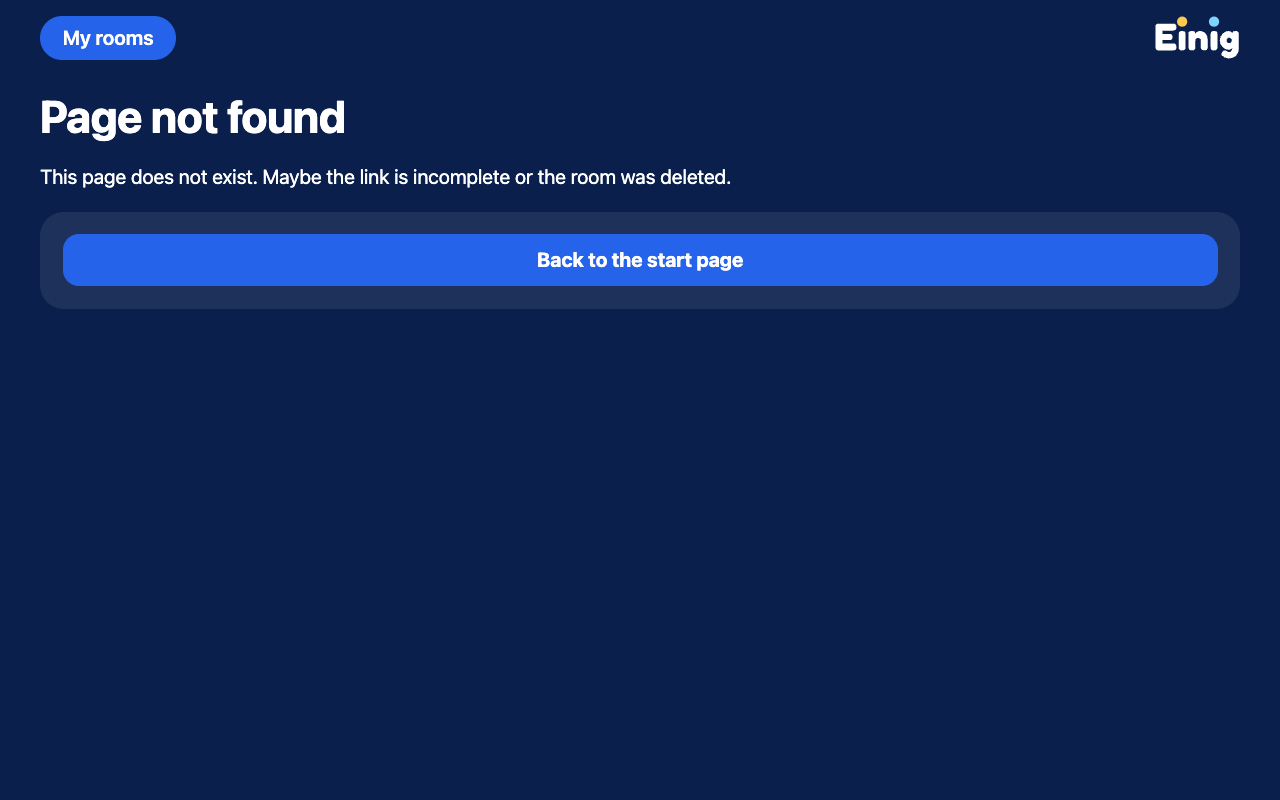 My rooms
Einig
Page not found
This page does not exist. Maybe the link is incomplete or the room was deleted.
Back to the start page